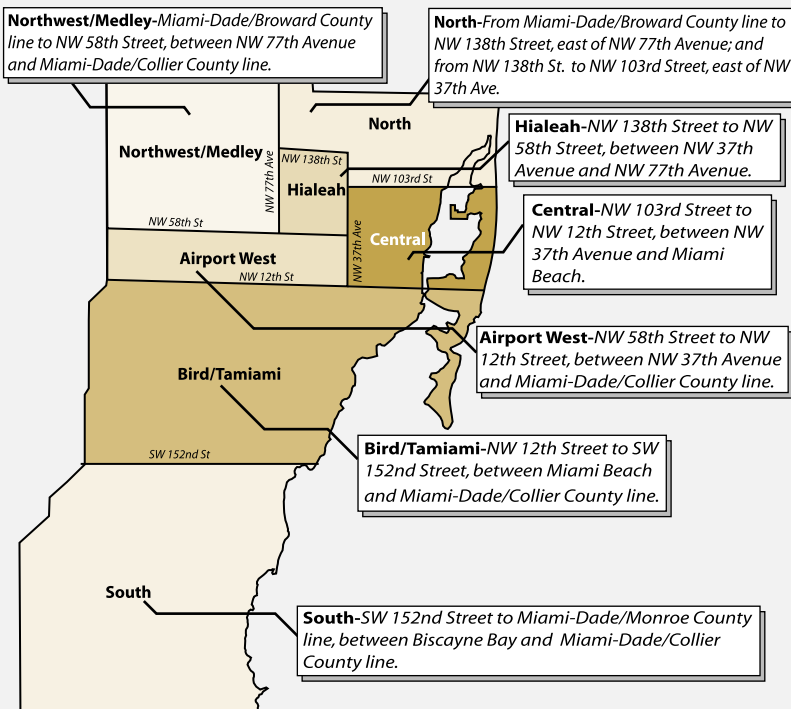 Northwest/Medley-Miami-Dade/Broward County
line to NW 58th Street, between NW 77th Avenue
and Miami-Dade/Collier County line.
North-From Miami-Dade/Broward County line to
NW 138th Street, east of NW 77th Avenue; and
from NW 138th St. to NW 103rd Street, east of NW
37th Ave.
North
Hialeah-NW 138th Street to NW
58th Street, between NW 37th
Avenue and NW 77th Avenue.
Northwest/Medley
NW 77th Ave
NW 138th St
Hialeah
NW 103rd St
Central-NW 103rd Street to
NW 12th Street, between NW
37th Avenue and Miami
Beach.
NW 58th St
NW 37th Ave
Central
Airport West
NW 12th St
Airport West-NW 58th Street to NW
12th Street, between NW 37th Avenue
and Miami-Dade/Collier County line.
Bird/Tamiami
SW 152nd St
Bird/Tamiami-NW 12th Street to SW
152nd Street, between Miami Beach
and Miami-Dade/Collier County line.
South
South-SW 152nd Street to Miami-Dade/Monroe County
line, between Biscayne Bay and Miami-Dade/Collier
County line.